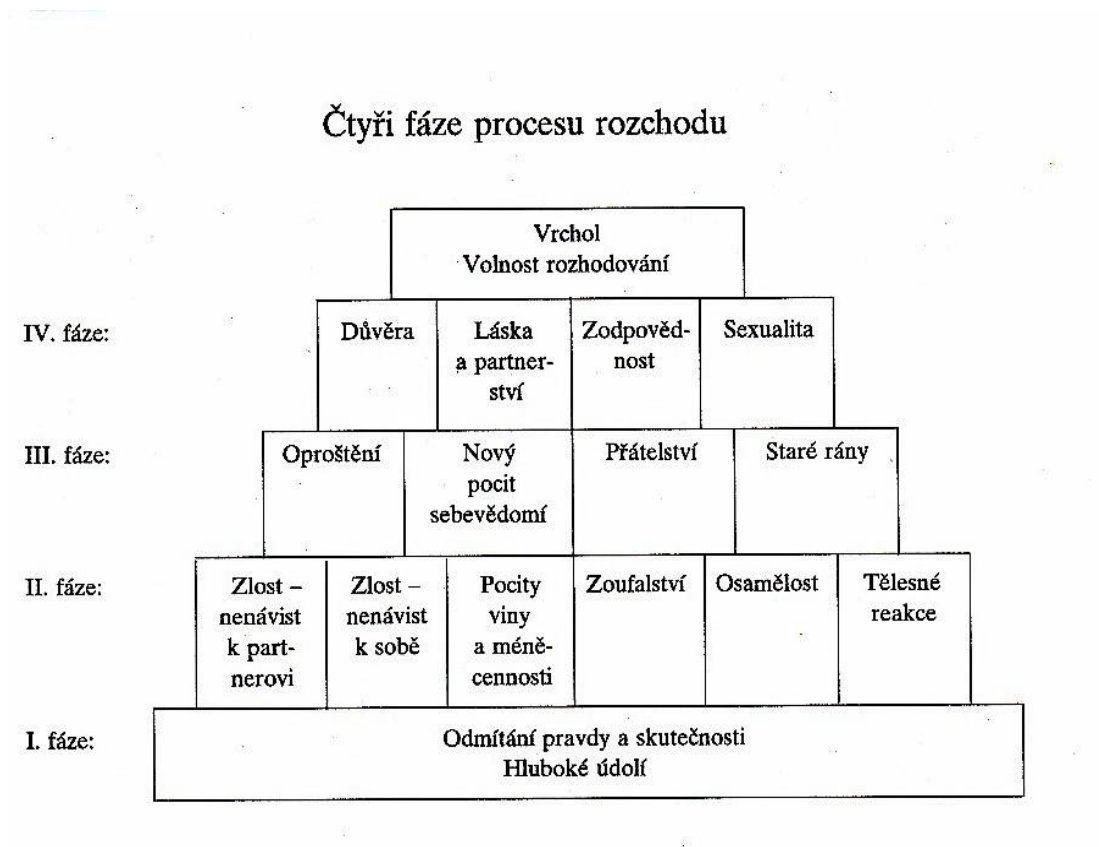 Čtyři fáze procesu rozchodu
Vrchol
Volnost rozhodování
IV. fáze:
Důvěra
Láska
a partner-
ství
Zodpověd-
nost
Sexualita
III. fáze:
Oproštění
Nový
pocit
sebevědomí
Přátelství
Staré rány
II. fáze:
Zlost –
nenávist
k part-
nerovi
Zlost –
nenávist
k sobě
Pocity
viny
a méně-
cennosti
Zoufalství
Osamělost
Tělesné
reakce
I. fáze:
Odmítání pravdy a skutečnosti
Hluboké údolí